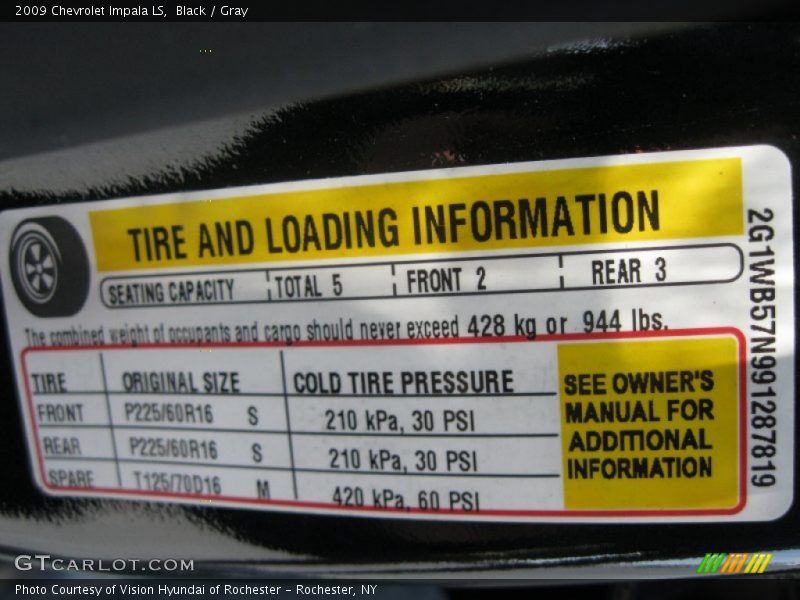 2009 Chevrolet Impala LS, Black / Gray
TIRE AND LOADING INFORMATION
SEATING CAPACITY TOTAL 5 FRONT 2 REAR 3
The combined weight of occupants and cargo should never exceed 428 kg or 944 lbs.
TIRE ORIGINAL SIZE COLD TIRE PRESSURE
FRONT P225/60R16 S 210 kPa, 30 PSI
REAR P225/60R16 S 210 kPa, 30 PSI
SPARE T125/70D16 M 420 kPa, 60 PSI
SEE OWNER'S
MANUAL FOR
ADDITIONAL
INFORMATION
2G1WB57N991287819
GTCARLOT.COM
Photo Courtesy of Vision Hyundai of Rochester - Rochester, NY